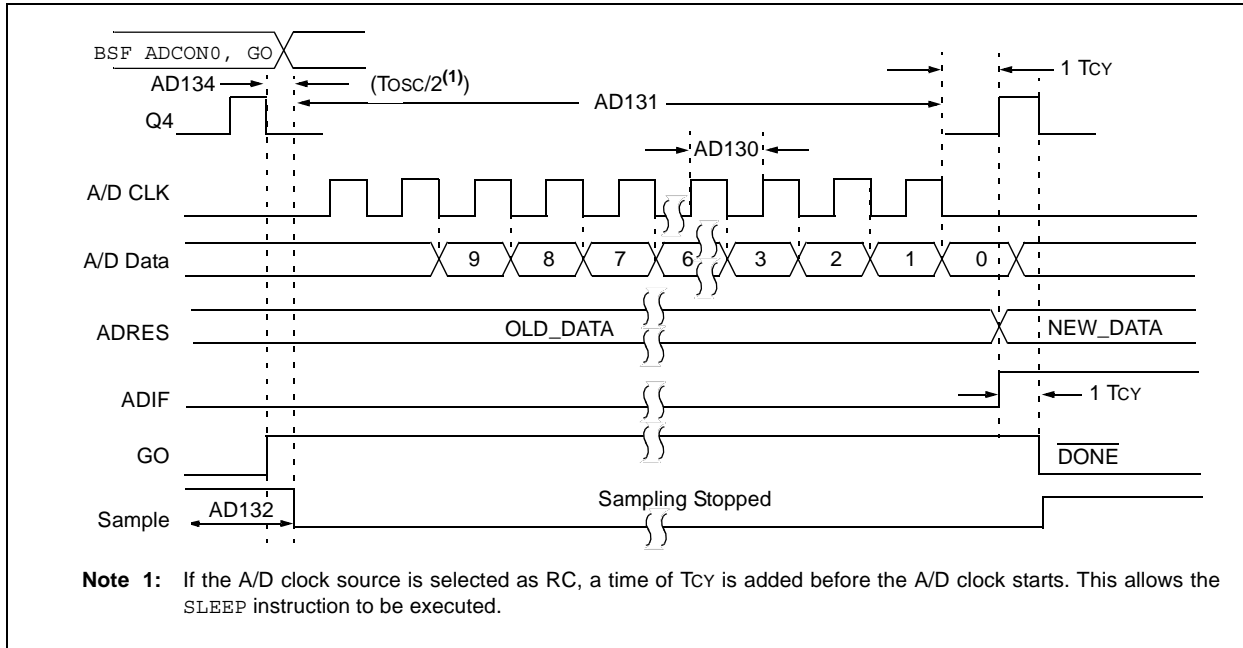 BSF ADCON0, GO
AD134
(TOSC/2(1))
1 TCY
AD131
Q4
AD130
A/D CLK
A/D Data
9 8 7 6 3 2 1 0
ADRES
OLD_DATA
NEW_DATA
ADIF
1 TCY
GO
DONE
Sample
AD132
Sampling Stopped
Note 1: If the A/D clock source is selected as RC, a time of TCY is added before the A/D clock starts. This allows the
SLEEP instruction to be executed.